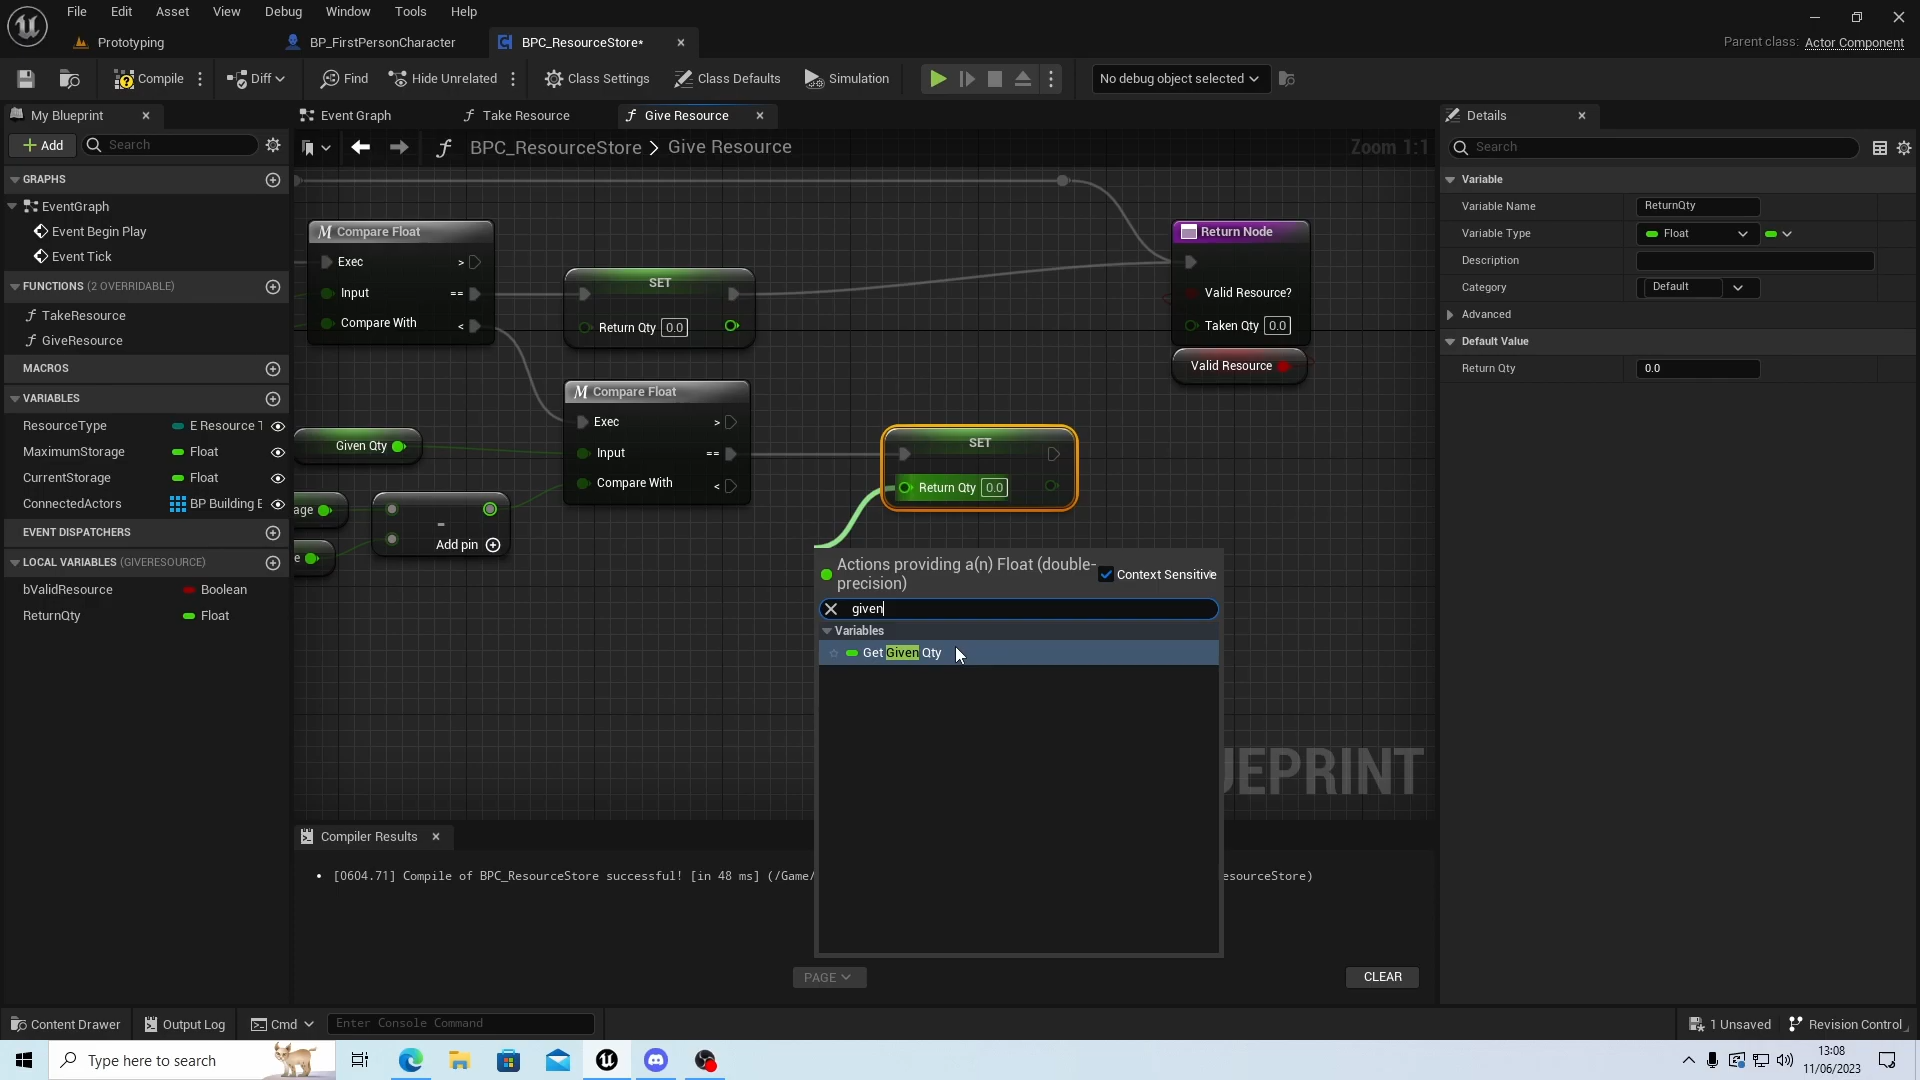 File Edit Asset View Debug Window Tools Help
Prototyping BP_FirstPersonCharacter BPC_ResourceStore* Parent class: Actor Component
Compile Diff Find Hide Unrelated Class Settings Class Defaults Simulation No debug object selected
My Blueprint Event Graph Take Resource Give Resource Details
Add Search BPC_ResourceStore Give Resource Zoom 1:1 Search
GRAPHS
EventGraph
Event Begin Play
Event Tick
FUNCTIONS (2 OVERRIDABLE)
TakeResource
GiveResource
MACROS
VARIABLES
ResourceType E Resource T
MaximumStorage Float
CurrentStorage Float
ConnectedActors BP Building E
EVENT DISPATCHERS
LOCAL VARIABLES (GIVERESOURCE)
bValidResource Boolean
ReturnQty Float
Compare Float
Exec >
Input ==
Compare With <
SET
Return Qty 0.0
Return Node
Valid Resource?
Taken Qty 0.0
Valid Resource
Compare Float
Exec >
Input ==
Compare With <
Given Qty
age
e
-
Add pin
SET
Return Qty 0.0
Actions providing a(n) Float (double-
precision)
Context Sensitive
given
Variables
Get Given Qty
UEPRINT
Variable
Variable Name ReturnQty
Variable Type Float
Description
Category Default
Advanced
Default Value
Return Qty 0.0
Compiler Results
[0604.71] Compile of BPC_ResourceStore successful! [in 48 ms] (/Game/ esourceStore)
PAGE CLEAR
Content Drawer Output Log Cmd Enter Console Command 1 Unsaved Revision Control
Type here to search 13:08
11/06/2023